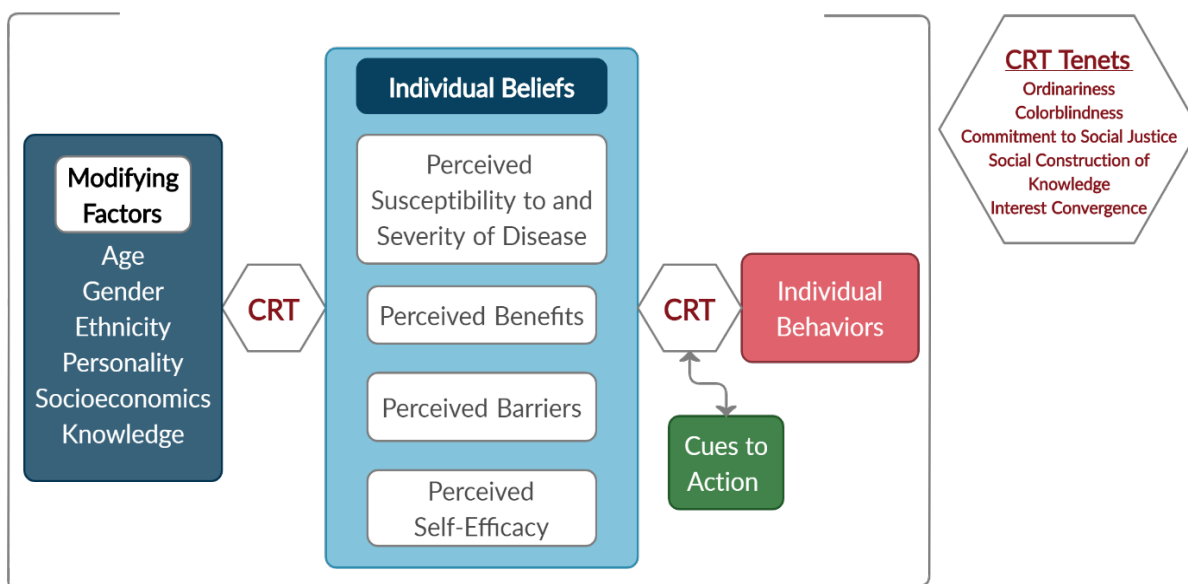 Modifying
Factors
Age
Gender
Ethnicity
Personality
Socioeconomics
Knowledge
CRT
Individual Beliefs
Perceived
Susceptibility to and
Severity of Disease
Perceived Benefits
Perceived Barriers
Perceived
Self-Efficacy
CRT
Cues to
Action
Individual
Behaviors
CRT Tenets
Ordinariness
Colorblindness
Commitment to Social Justice
Social Construction of
Knowledge
Interest Convergence